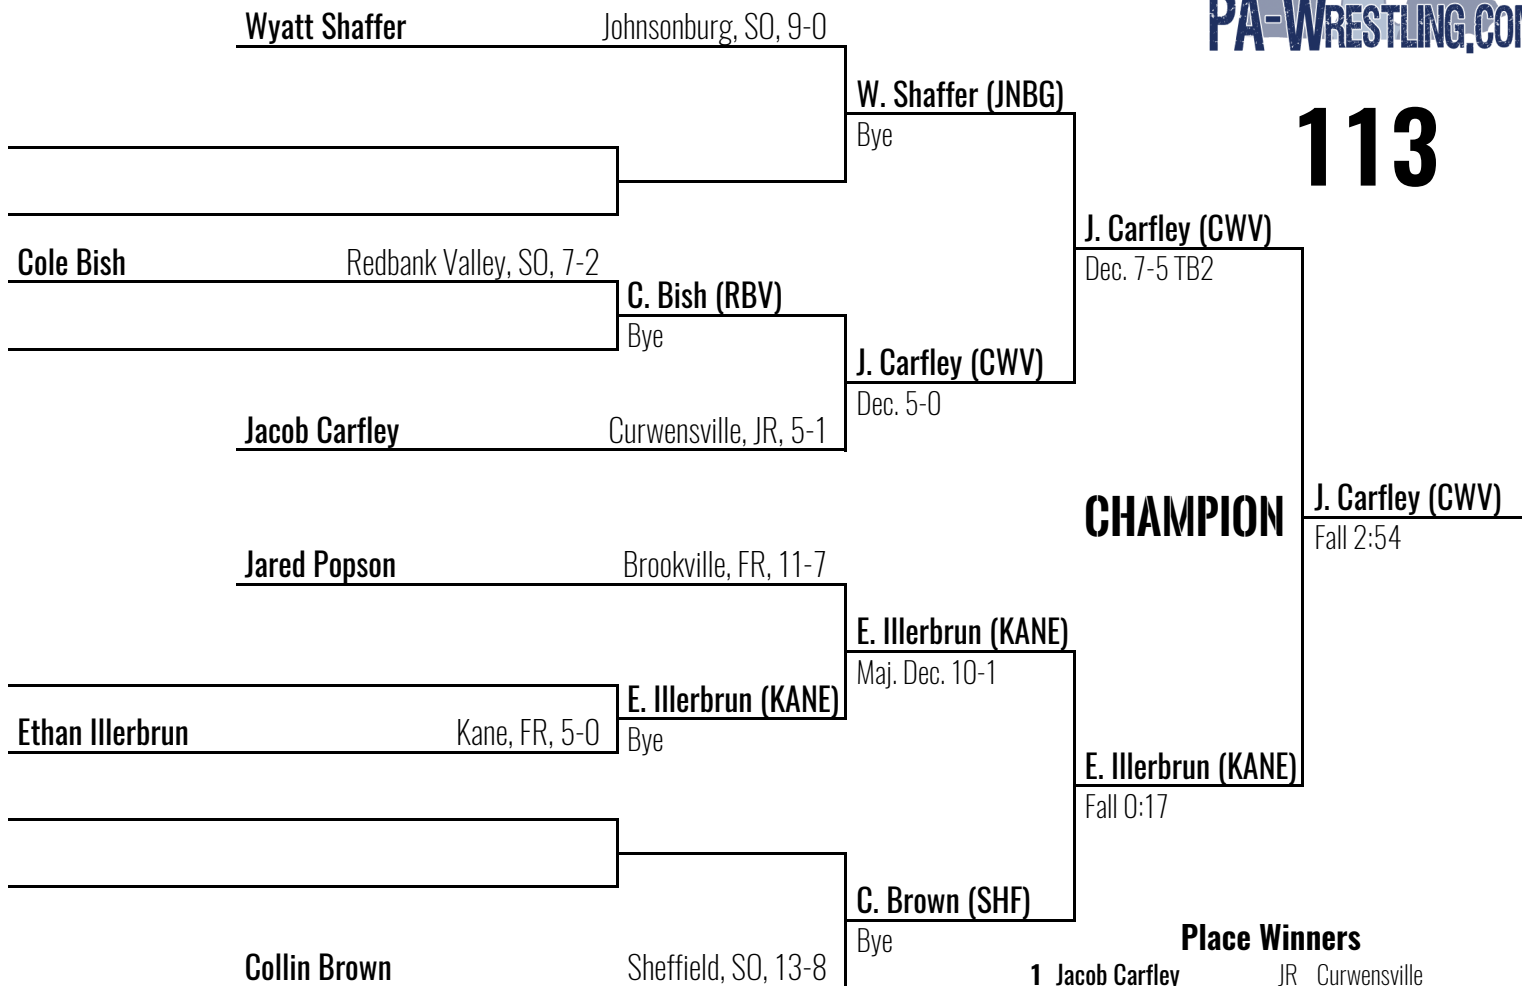 Wyatt Shaffer Johnsonburg, SO, 9-0
PA-WRESTLING.COM
W. Shaffer (JNBG)
Bye
113
J. Carfley (CWV)
Dec. 7-5 TB2
Cole Bish Redbank Valley, SO, 7-2
C. Bish (RBV)
Bye
J. Carfley (CWV)
Dec. 5-0
Jacob Carfley Curwensville, JR, 5-1
CHAMPION
J. Carfley (CWV)
Fall 2:54
Jared Popson Brookville, FR, 11-7
E. Illerbrun (KANE)
Maj. Dec. 10-1
E. Illerbrun (KANE)
Bye
Ethan Illerbrun Kane, FR, 5-0
E. Illerbrun (KANE)
Fall 0:17
C. Brown (SHF)
Bye
Collin Brown Sheffield, SO, 13-8
Place Winners
1 Jacob Carfley JR Curwensville